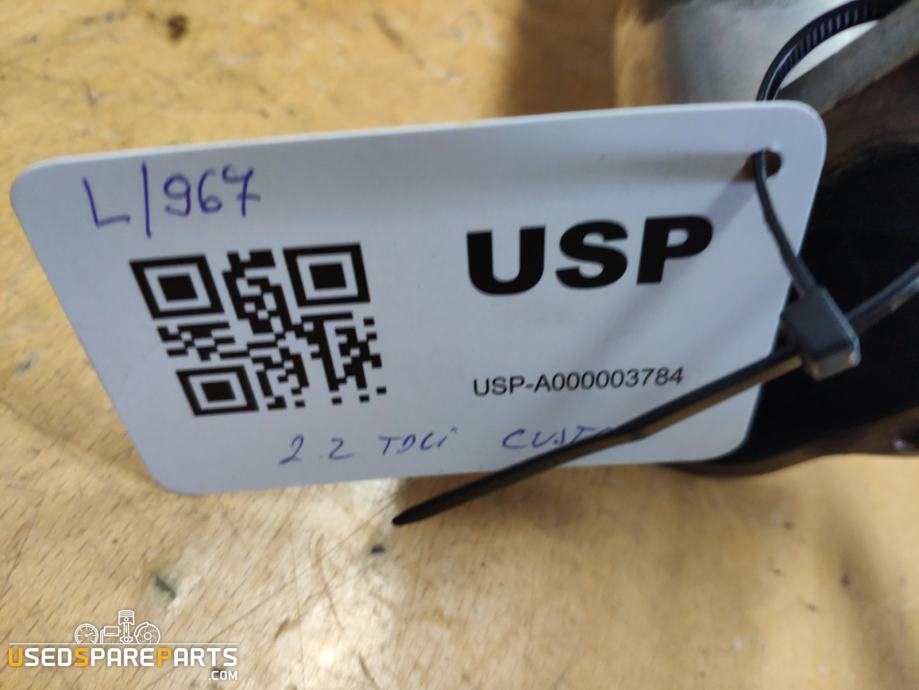 L/967
USP
USP-A000003784
2.2 TDCi
USEDSPAREPARTS
.COM